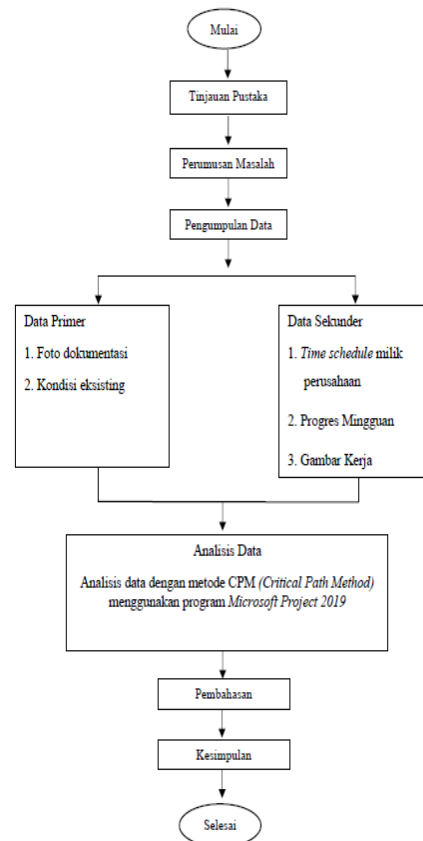 Mulai
Tinjauan Pustaka
Perumusan Masalah
Pengumpulan Data
Data Primer
1. Foto dokumentasi
2. Kondisi eksisting
Data Sekunder
1. Time schedule milik
perusahaan
2. Progres Mingguan
3. Gambar Kerja
Analisis Data
Analisis data dengan metode CPM (Critical Path Method)
menggunakan program Microsoft Project 2019
Pembahasan
Kesimpulan
Selesai